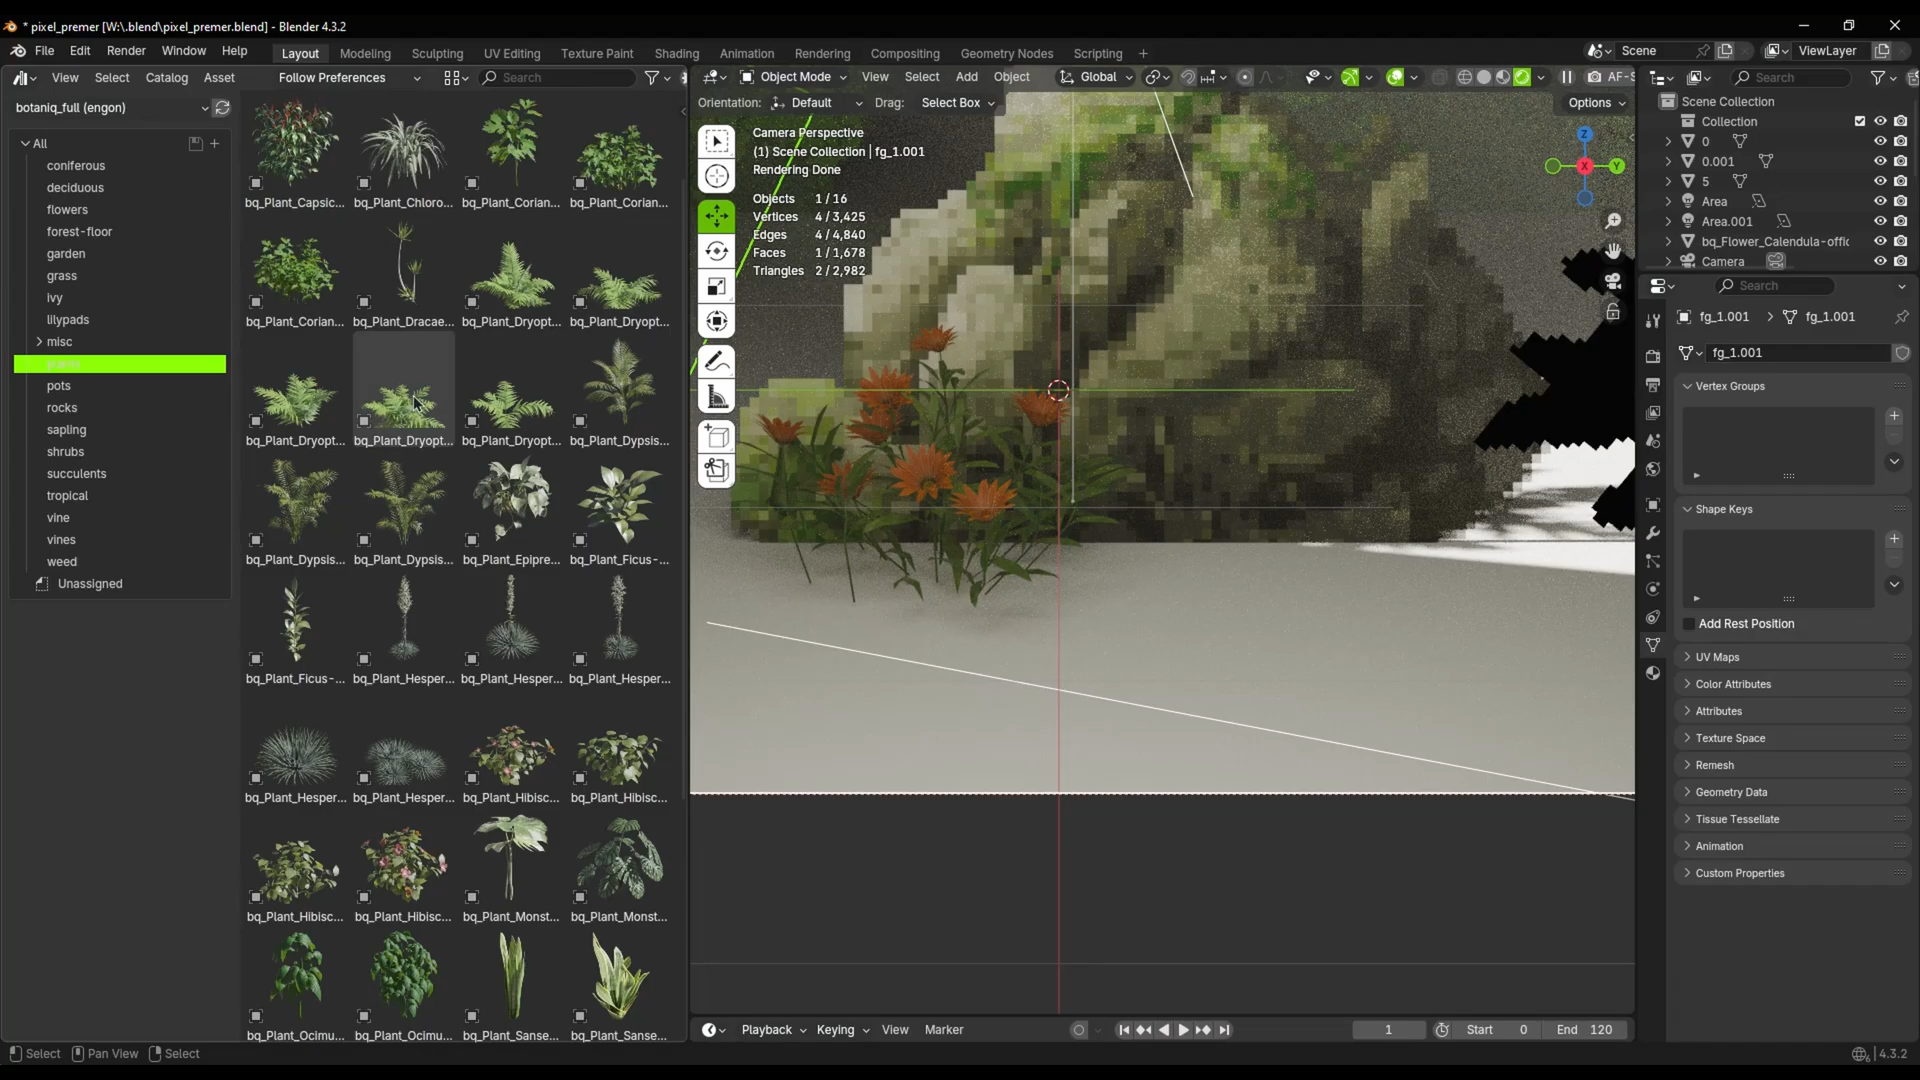 * pixel_premer [W:\.blend\pixel_premer.blend] - Blender 4.3.2
File Edit Render Window Help
Layout Modeling Sculpting UV Editing Texture Paint Shading Animation Rendering Compositing Geometry Nodes Scripting +
Scene
ViewLayer
View Select Catalog Asset
Follow Preferences
Search
Object Mode
View Select Add Object
Global
AF-S
Search
botaniq_full (engon)
Orientation: Default Drag: Select Box
Options
All
coniferous
deciduous
flowers
forest-floor
garden
grass
ivy
lilypads
misc
pots
rocks
sapling
shrubs
succulents
tropical
vine
vines
weed
Unassigned
bq_Plant_Capsic... bq_Plant_Chloro... bq_Plant_Corian... bq_Plant_Corian...
bq_Plant_Corian... bq_Plant_Dracae... bq_Plant_Dryopt... bq_Plant_Dryopt...
bq_Plant_Dryopt... bq_Plant_Dryopt... bq_Plant_Dryopt... bq_Plant_Dypsis...
bq_Plant_Dypsis... bq_Plant_Dypsis... bq_Plant_Epipre... bq_Plant_Ficus-...
bq_Plant_Ficus-... bq_Plant_Hesper... bq_Plant_Hesper... bq_Plant_Hesper...
bq_Plant_Hesper... bq_Plant_Hesper... bq_Plant_Hibisc... bq_Plant_Hibisc...
bq_Plant_Hibisc... bq_Plant_Hibisc... bq_Plant_Monst... bq_Plant_Monst...
bq_Plant_Ocimu... bq_Plant_Ocimu... bq_Plant_Sanse... bq_Plant_Sanse...
Camera Perspective
(1) Scene Collection | fg_1.001
Rendering Done
Objects 1 / 16
Vertices 4 / 3,425
Edges 4 / 4,840
Faces 1 / 1,678
Triangles 2 / 2,982
Z
Y
X
Scene Collection
Collection
0
0.001
5
Area
Area.001
bq_Flower_Calendula-offic
Camera
Search
fg_1.001 > fg_1.001
fg_1.001
Vertex Groups
Shape Keys
Add Rest Position
UV Maps
Color Attributes
Attributes
Texture Space
Remesh
Geometry Data
Tissue Tessellate
Animation
Custom Properties
Playback Keying View Marker
1
Start 0 End 120
Select Pan View Select
4.3.2